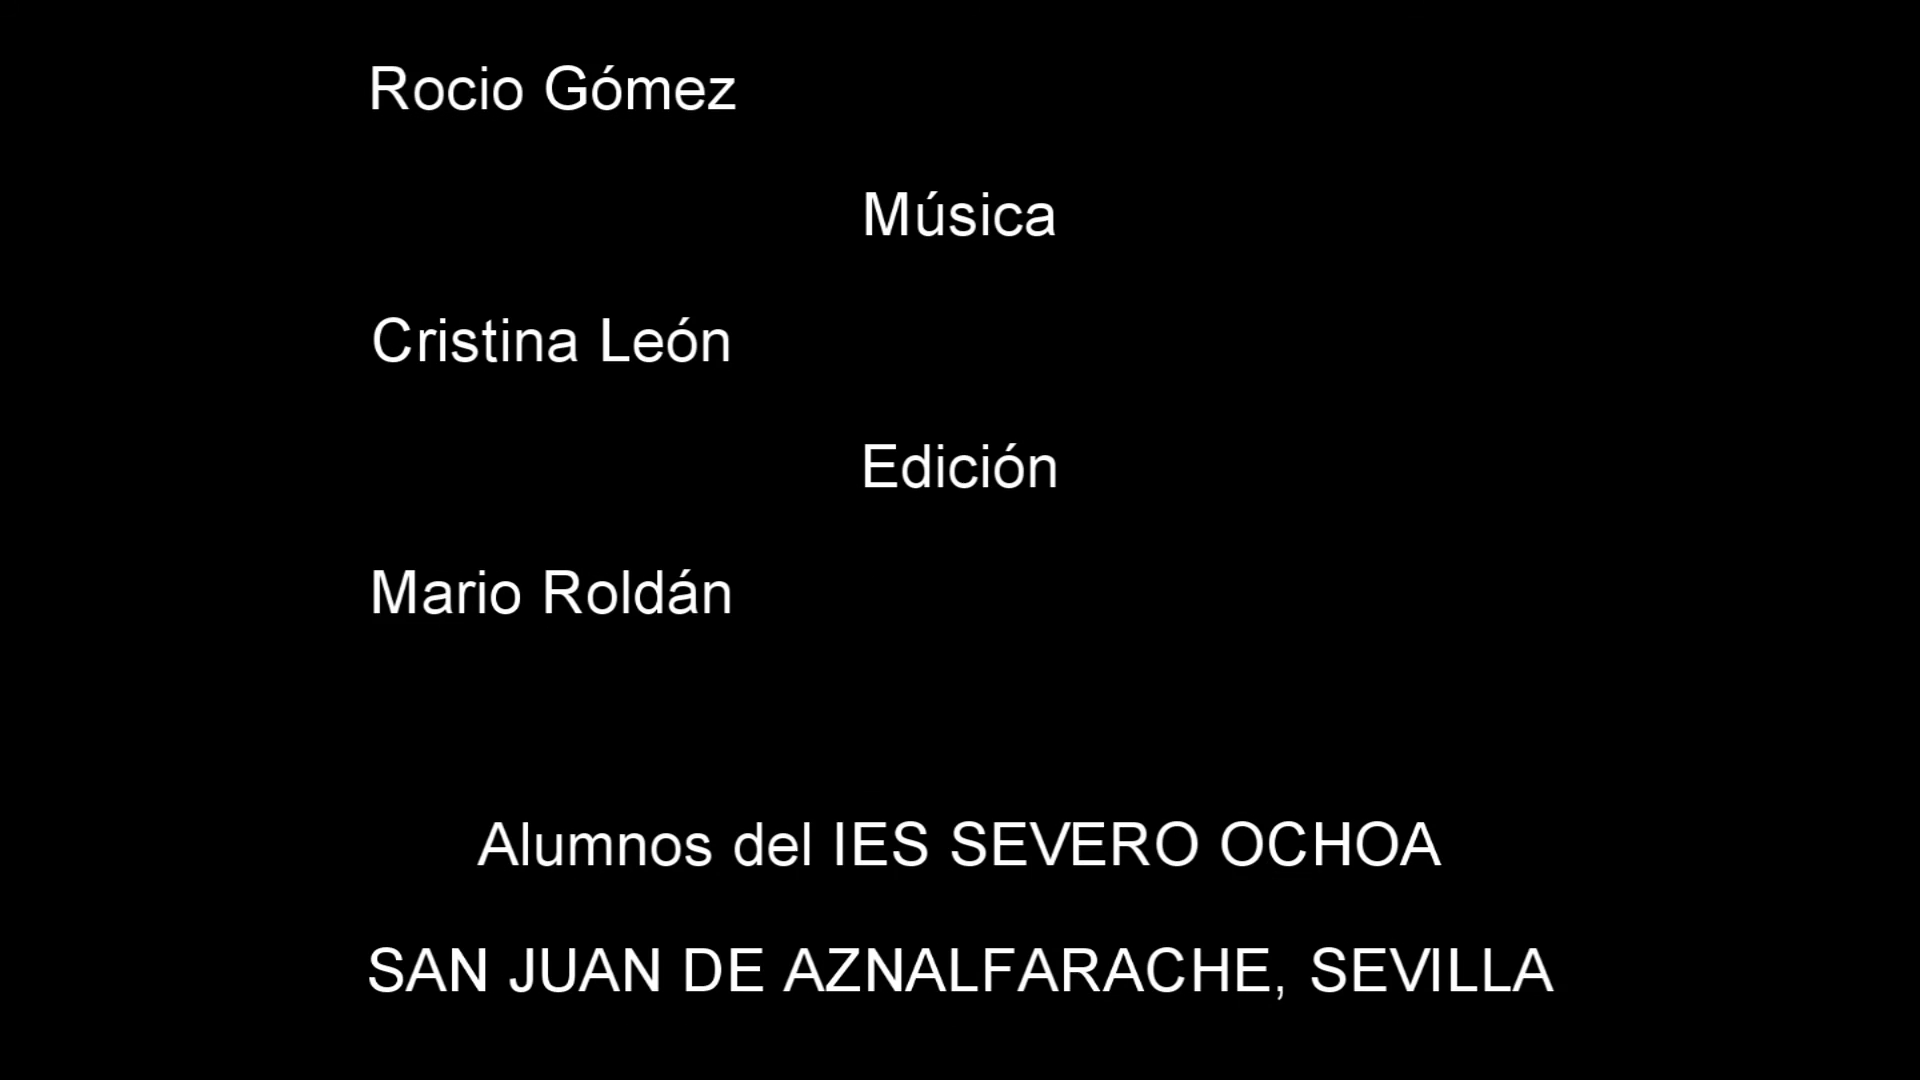 Rocio Gómez
Música
Cristina León
Edición
Mario Roldán
Alumnos del IES SEVERO OCHOA
SAN JUAN DE AZNALFARACHE, SEVILLA